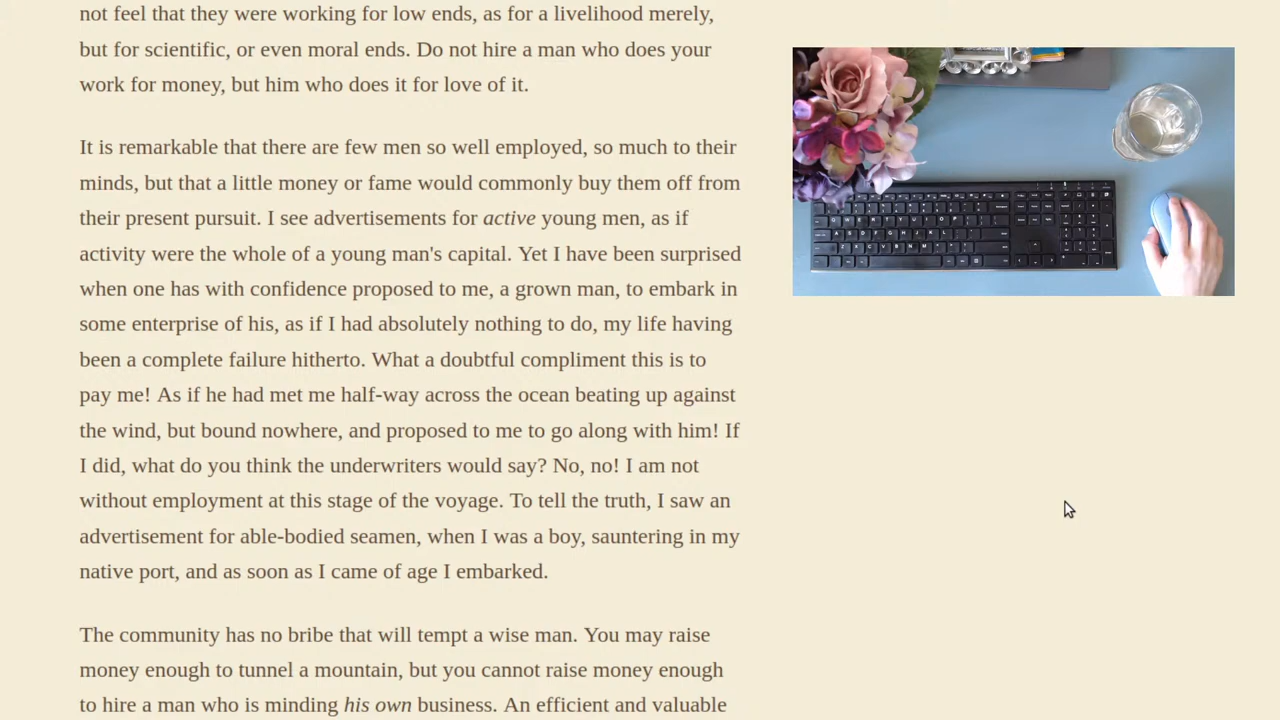 not feel that they were working for low ends, as for a livelihood merely,
but for scientific, or even moral ends. Do not hire a man who does your
work for money, but him who does it for love of it.
It is remarkable that there are few men so well employed, so much to their
minds, but that a little money or fame would commonly buy them off from
their present pursuit. I see advertisements for active young men, as if
activity were the whole of a young man's capital. Yet I have been surprised
when one has with confidence proposed to me, a grown man, to embark in
some enterprise of his, as if I had absolutely nothing to do, my life having
been a complete failure hitherto. What a doubtful compliment this is to
pay me! As if he had met me half-way across the ocean beating up against
the wind, but bound nowhere, and proposed to me to go along with him! If
I did, what do you think the underwriters would say? No, no! I am not
without employment at this stage of the voyage. To tell the truth, I saw an
advertisement for able-bodied seamen, when I was a boy, sauntering in my
native port, and as soon as I came of age I embarked.
The community has no bribe that will tempt a wise man. You may raise
money enough to tunnel a mountain, but you cannot raise money enough
to hire a man who is minding his own business. An efficient and valuable